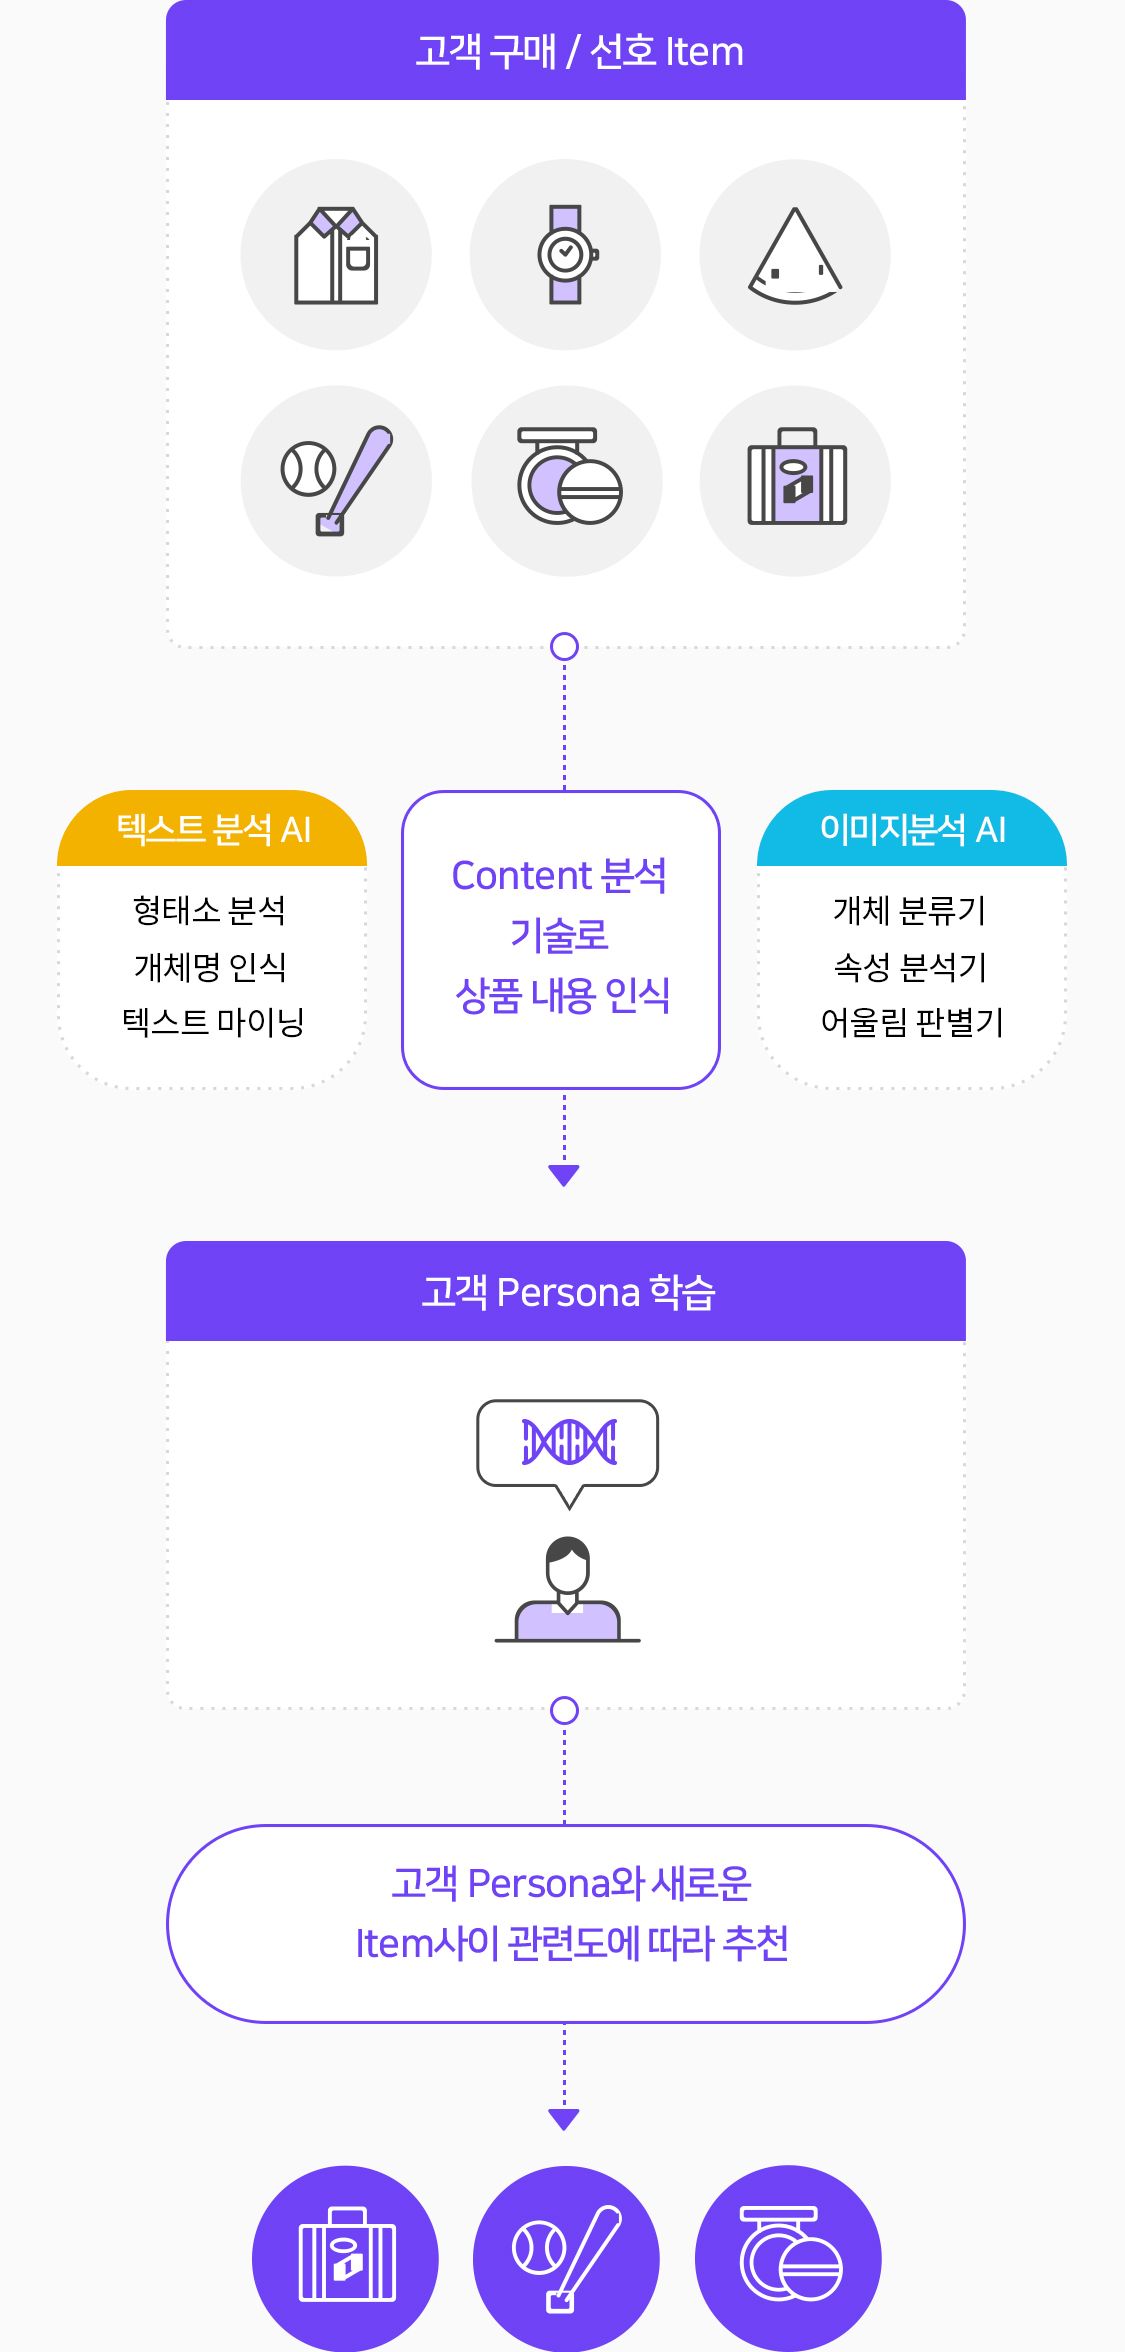 고객 구매 / 선호 Item
텍스트 분석 AI
형태소 분석
개체명 인식
텍스트 마이닝
Content 분석
기술로
상품 내용 인식
이미지분석 AI
개체 분류기
속성 분석기
어울림 판별기
고객 Persona 학습
고객 Persona와 새로운
Item사이 관련도에 따라 추천